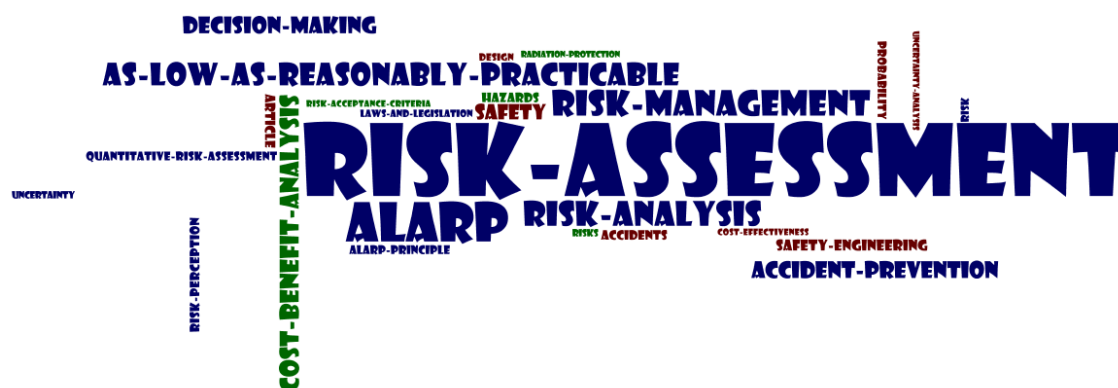 DECISION-MAKING
DESIGN
RADIATION-PROTECTION
AS-LOW-AS-REASONABLY-PRACTICABLE
PROBABILITY
UNCERTAINTY-ANALYSIS
ARTICLE
COST-BENEFIT-ANALYSIS
RISK-ACCEPTANCE-CRITERIA
HAZARDS
RISK-MANAGEMENT
RISK
LAWS-AND-LEGISLATION
SAFETY
RISK-ASSESSMENT
QUANTITATIVE-RISK-ASSESSMENT
UNCERTAINTY
ALARP
RISK-ANALYSIS
RISK-PERCEPTION
RISKS
ACCIDENTS
COST-EFFECTIVENESS
ALARP-PRINCIPLE
SAFETY-ENGINEERING
ACCIDENT-PREVENTION